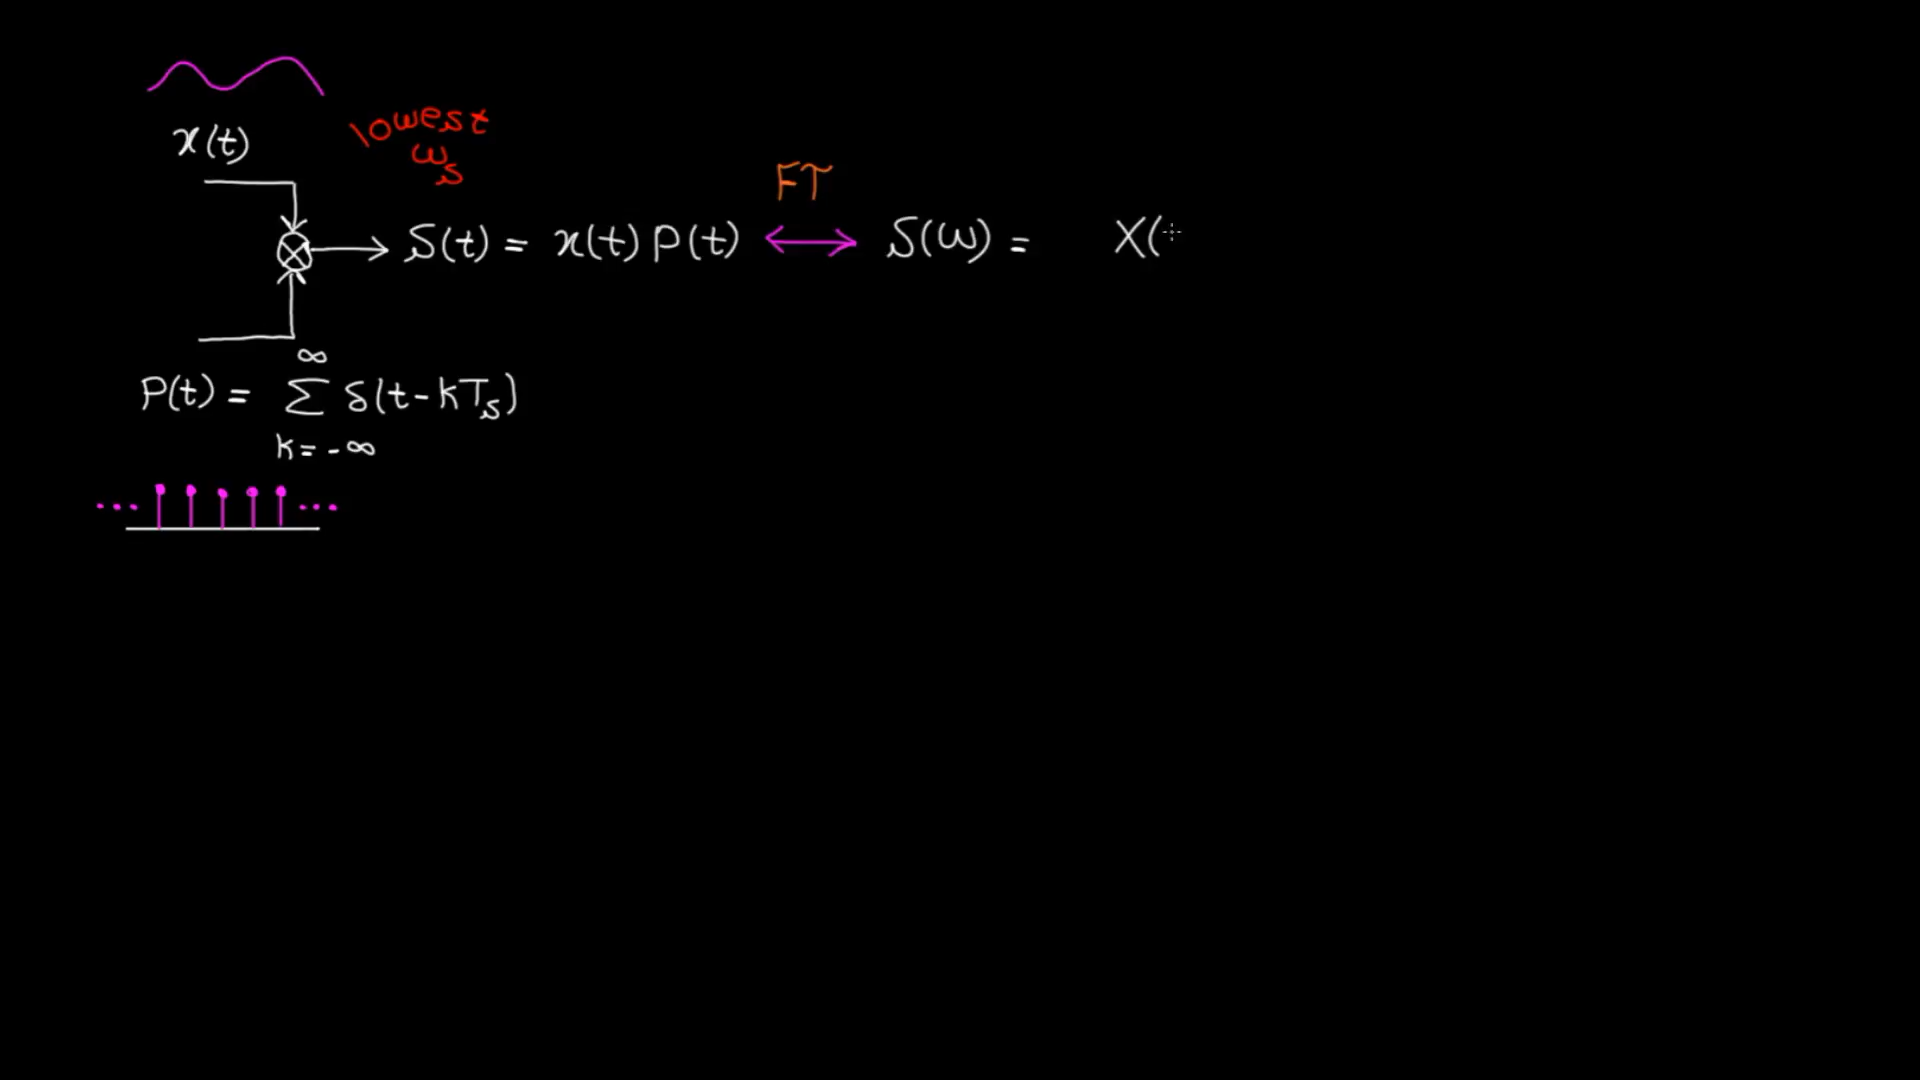 x(t)
lowest
ωs
FT
S(t) = x(t) P(t) ⟷ S(ω) = X(
∞
P(t) = Σ δ(t-kTs)
k = -∞